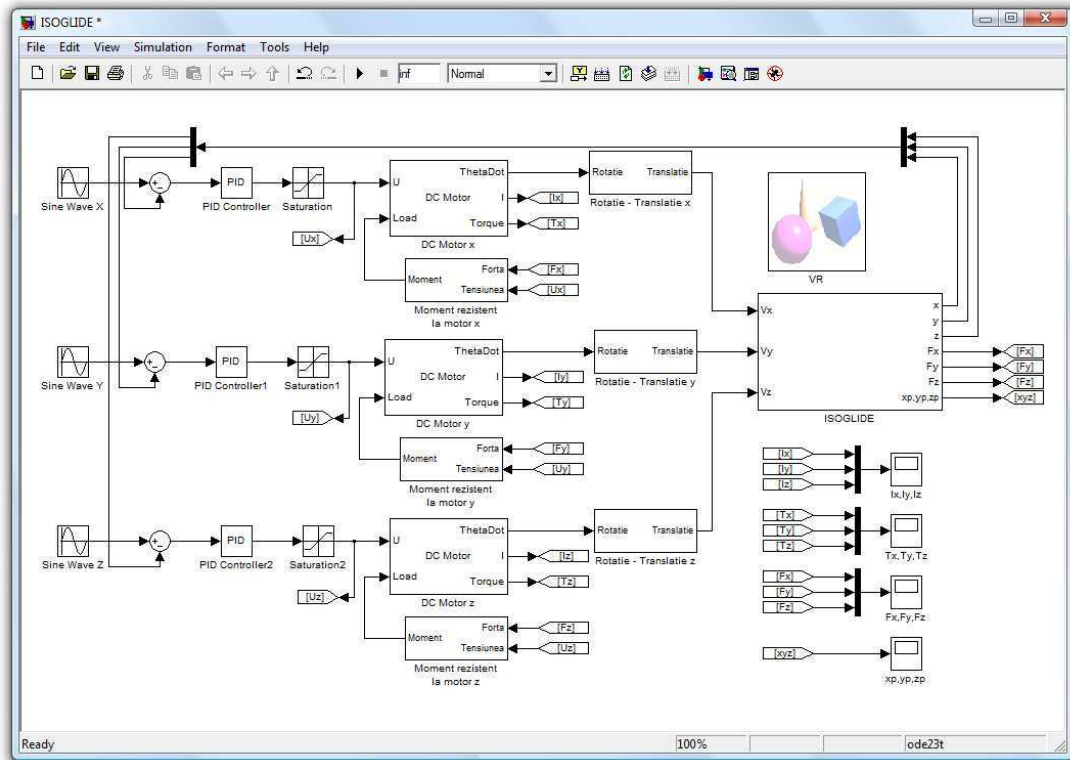 ISOGLIDE *
File Edit View Simulation Format Tools Help
inf Normal
Sine Wave X
PID
PID Controller
Saturation
[Ux]
U
Load
ThetaDot
DC Motor
I
Torque
DC Motor x
[Ix]
[Tx]
Rotatie Translatie
Rotatie - Translatie x
Moment
Forta
Tensiunea
[Fx]
[Ux]
Moment rezistent
la motor x
VR
Sine Wave Y
PID
PID Controller1
Saturation1
[Uy]
U
Load
ThetaDot
DC Motor
I
Torque
DC Motor y
[Iy]
[Ty]
Rotatie Translatie
Rotatie - Translatie y
Moment
Forta
Tensiunea
[Fy]
[Uy]
Moment rezistent
la motor y
Vx
Vy
Vz
x
y
z
Fx
Fy
Fz
xp,yp,zp
ISOGLIDE
[Fx]
[Fy]
[Fz]
[xyz]
Sine Wave Z
PID
PID Controller2
Saturation2
[Uz]
U
Load
ThetaDot
DC Motor
I
Torque
DC Motor z
[Iz]
[Tz]
Rotatie Translatie
Rotatie - Translatie z
Moment
Forta
Tensiunea
[Fz]
[Uz]
Moment rezistent
la motor z
[Ix]
[Iy]
[Iz]
Ix,Iy,Iz
[Tx]
[Ty]
[Tz]
Tx,Ty,Tz
[Fx]
[Fy]
[Fz]
Fx,Fy,Fz
[xyz]
xp,yp,zp
Ready 100% ode23t